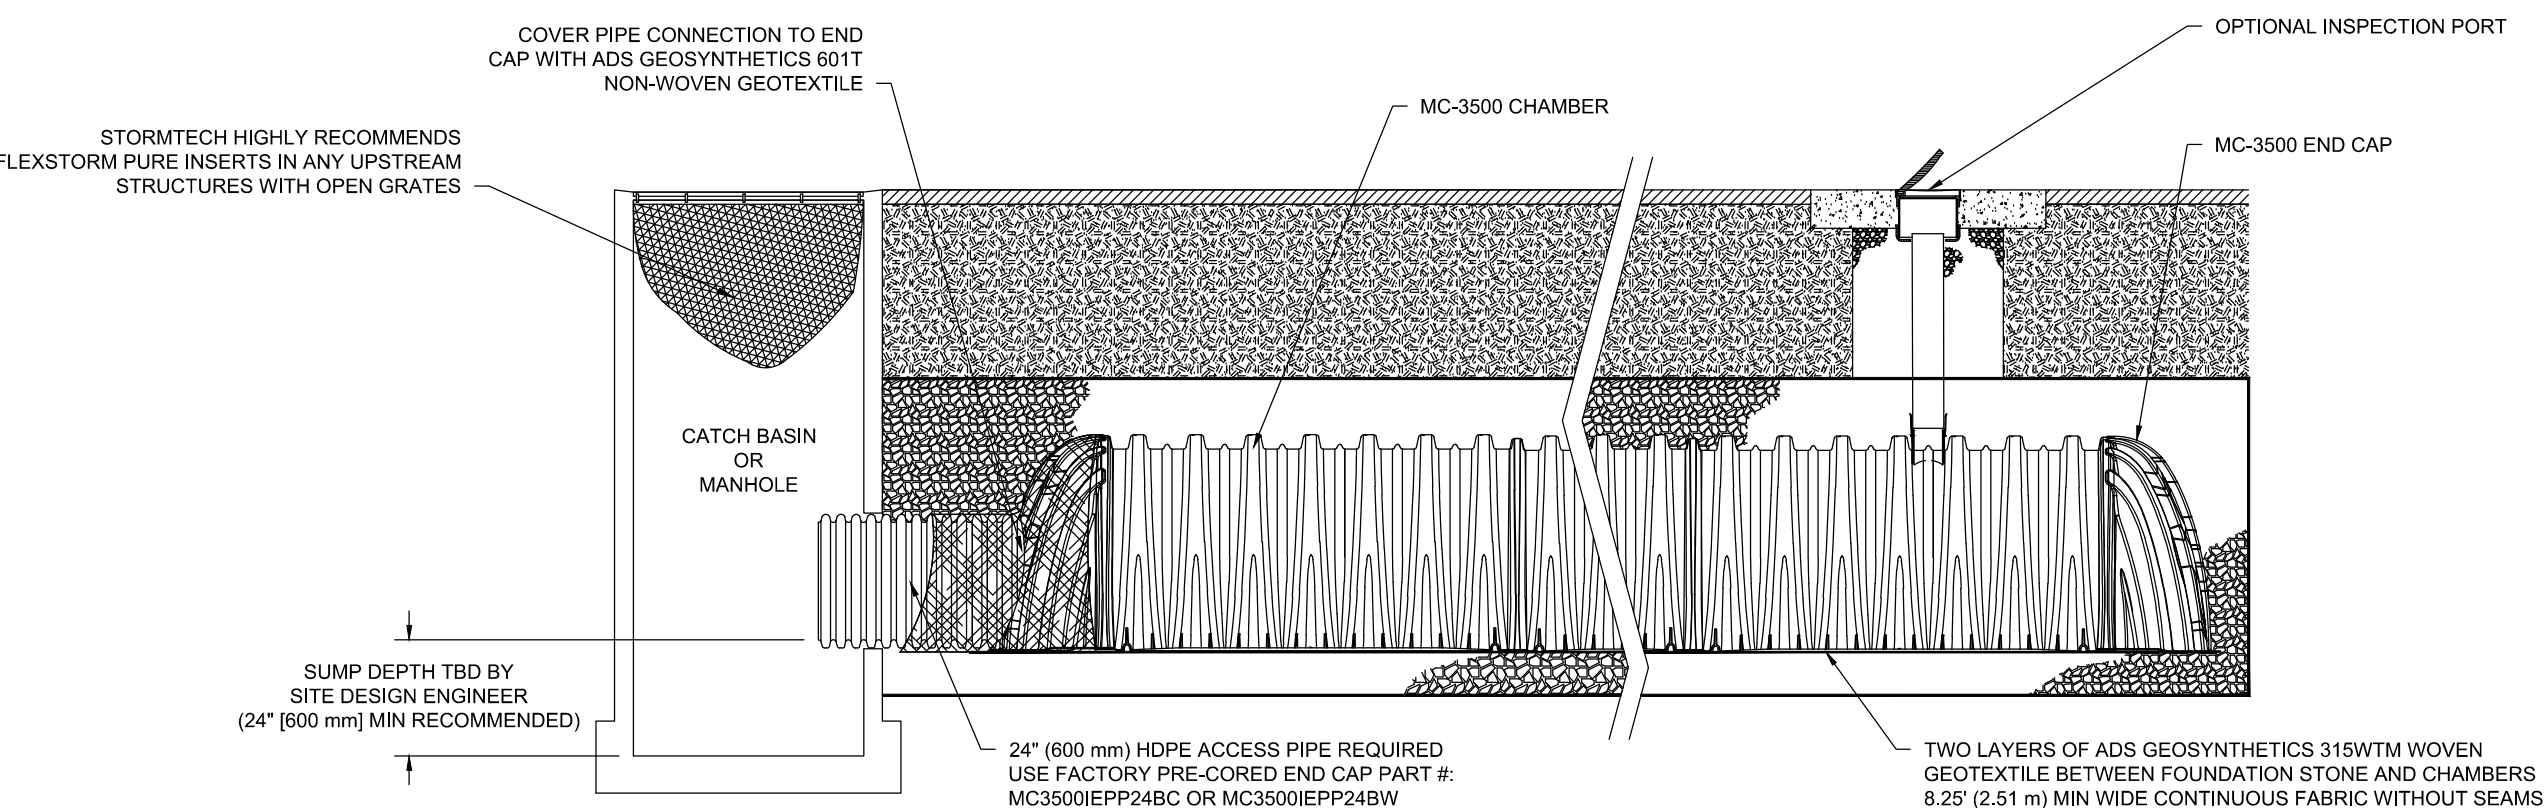 COVER PIPE CONNECTION TO END
CAP WITH ADS GEOSYNTHETICS 601T
NON-WOVEN GEOTEXTILE
OPTIONAL INSPECTION PORT
MC-3500 CHAMBER
STORMTECH HIGHLY RECOMMENDS
FLEXSTORM PURE INSERTS IN ANY UPSTREAM
STRUCTURES WITH OPEN GRATES
MC-3500 END CAP
CATCH BASIN
OR
MANHOLE
SUMP DEPTH TBD BY
SITE DESIGN ENGINEER
(24" [600 mm] MIN RECOMMENDED)
24" (600 mm) HDPE ACCESS PIPE REQUIRED
USE FACTORY PRE-CORED END CAP PART #:
MC3500IEPP24BC OR MC3500IEPP24BW
TWO LAYERS OF ADS GEOSYNTHETICS 315WTM WOVEN
GEOTEXTILE BETWEEN FOUNDATION STONE AND CHAMBERS
8.25' (2.51 m) MIN WIDE CONTINUOUS FABRIC WITHOUT SEAMS